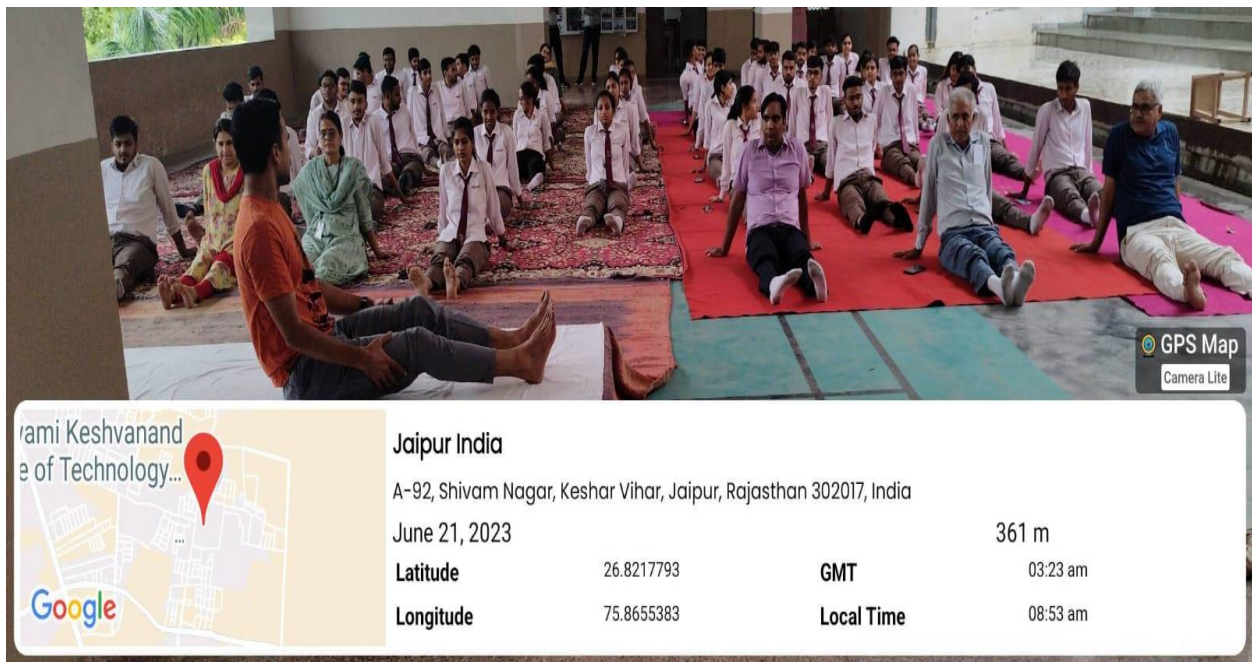 GPS Map
Camera Lite
vami Keshvanand
e of Technology...
...
Google
Jaipur India
A-92, Shivam Nagar, Keshar Vihar, Jaipur, Rajasthan 302017, India
June 21, 2023 361 m
Latitude 26.8217793 GMT 03:23 am
Longitude 75.8655383 Local Time 08:53 am